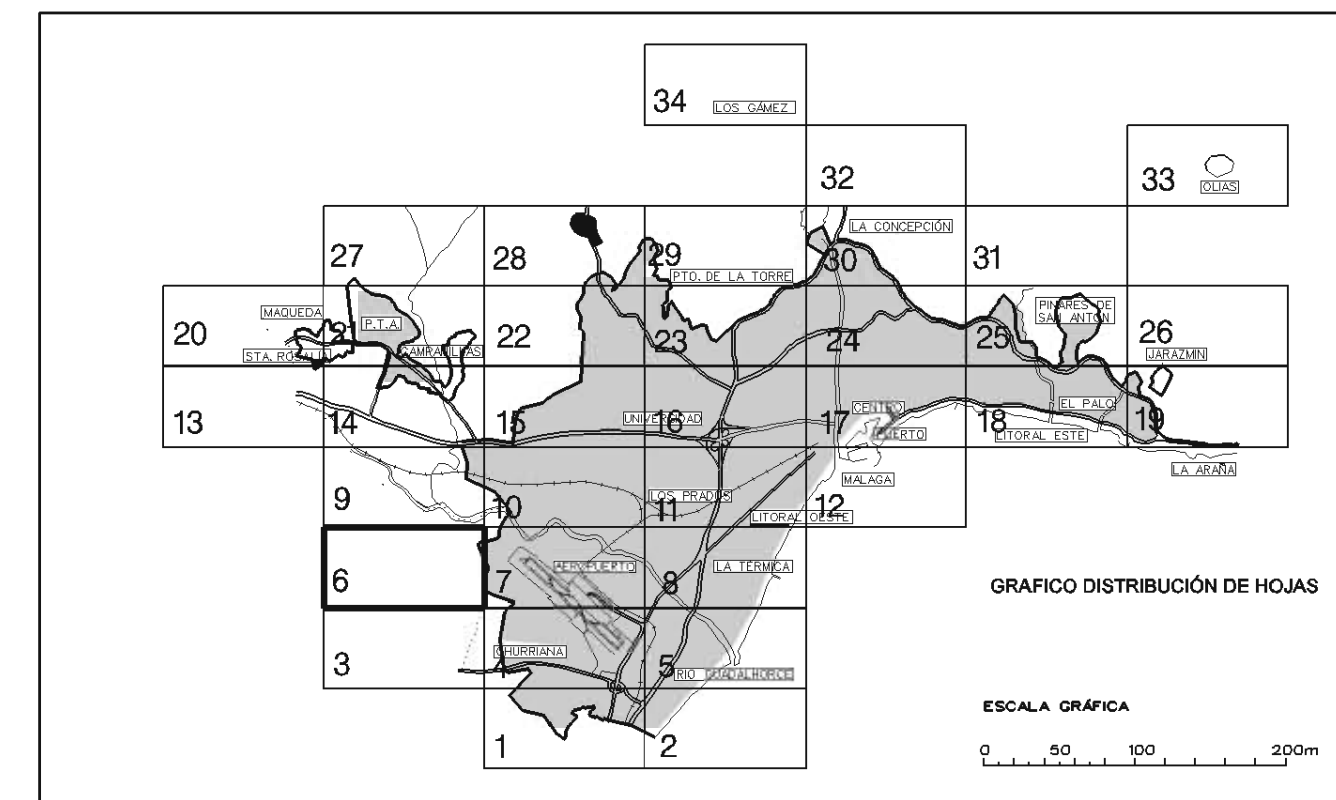 34 LOS GÁMEZ
32
33 OLIAS
LA CONCEPCIÓN
27
28
29
PTO. DE LA TORRE
30
31
MAQUEDA
P.T.A.
PINARES DE
SAN ANTÓN
20
STA. ROSALIA
CAMPANILLAS
22
23
24
25
26
JARAZMIN
13
14
15
UNIVERSIDAD
16
17
CENTRO
PUERTO
18
EL PALO
LITORAL ESTE
19
LA ARAÑA
MALAGA
9
10
LOS PRADOS
11
LITORAL OESTE
12
6
7
AEROPUERTO
8
LA TÉRMICA
GRAFICO DISTRIBUCIÓN DE HOJAS
3
CHURRIANA
5
RIO GUADALHORCE
1
2
ESCALA GRÁFICA
0 50 100 200m